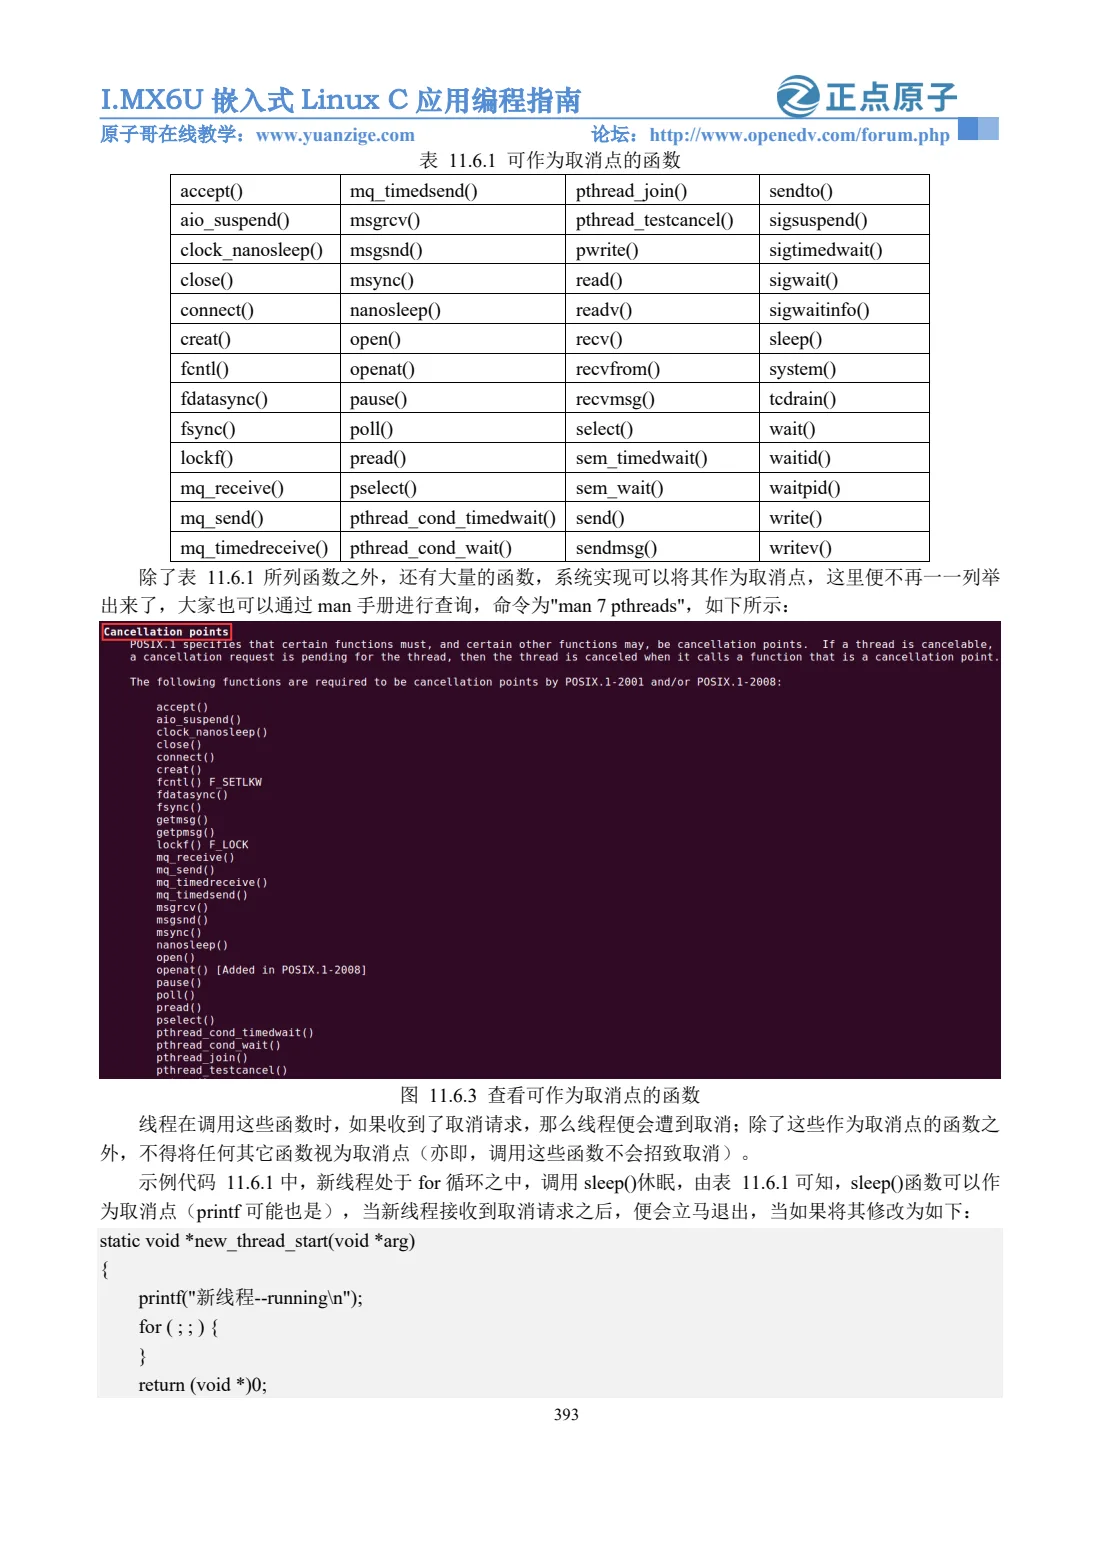 I.MX6U 嵌入式 Linux C 应用编程指南
正点原子
原子哥在线教学：www.yuanzige.com 论坛：http://www.openedv.com/forum.php
表 11.6.1 可作为取消点的函数
accept() mq_timedsend() pthread_join() sendto()
aio_suspend() msgrcv() pthread_testcancel() sigsuspend()
clock_nanosleep() msgsnd() pwrite() sigtimedwait()
close() msync() read() sigwait()
connect() nanosleep() readv() sigwaitinfo()
creat() open() recv() sleep()
fcntl() openat() recvfrom() system()
fdatasync() pause() recvmsg() tcdrain()
fsync() poll() select() wait()
lockf() pread() sem_timedwait() waitid()
mq_receive() pselect() sem_wait() waitpid()
mq_send() pthread_cond_timedwait() send() write()
mq_timedreceive() pthread_cond_wait() sendmsg() writev()
除了表 11.6.1 所列函数之外，还有大量的函数，系统实现可以将其作为取消点，这里便不再一一列举
出来了，大家也可以通过 man 手册进行查询，命令为"man 7 pthreads"，如下所示：
Cancellation points
POSIX.1 specifies that certain functions must, and certain other functions may, be cancellation points. If a thread is cancelable,
a cancellation request is pending for the thread, then the thread is canceled when it calls a function that is a cancellation point.
The following functions are required to be cancellation points by POSIX.1-2001 and/or POSIX.1-2008:
accept()
aio_suspend()
clock_nanosleep()
close()
connect()
creat()
fcntl() F_SETLKW
fdatasync()
fsync()
getmsg()
getpmsg()
lockf() F_LOCK
mq_receive()
mq_send()
mq_timedreceive()
mq_timedsend()
msgrcv()
msgsnd()
msync()
nanosleep()
open()
openat() [Added in POSIX.1-2008]
pause()
poll()
pread()
pselect()
pthread_cond_timedwait()
pthread_cond_wait()
pthread_join()
pthread_testcancel()
图 11.6.3 查看可作为取消点的函数
线程在调用这些函数时，如果收到了取消请求，那么线程便会遭到取消；除了这些作为取消点的函数之
外，不得将任何其它函数视为取消点（亦即，调用这些函数不会招致取消）。
示例代码 11.6.1 中，新线程处于 for 循环之中，调用 sleep()休眠，由表 11.6.1 可知，sleep()函数可以作
为取消点（printf 可能也是），当新线程接收到取消请求之后，便会立马退出，当如果将其修改为如下：
static void *new_thread_start(void *arg)
{
printf("新线程--running\n");
for ( ; ; ) {
}
return (void *)0;
393